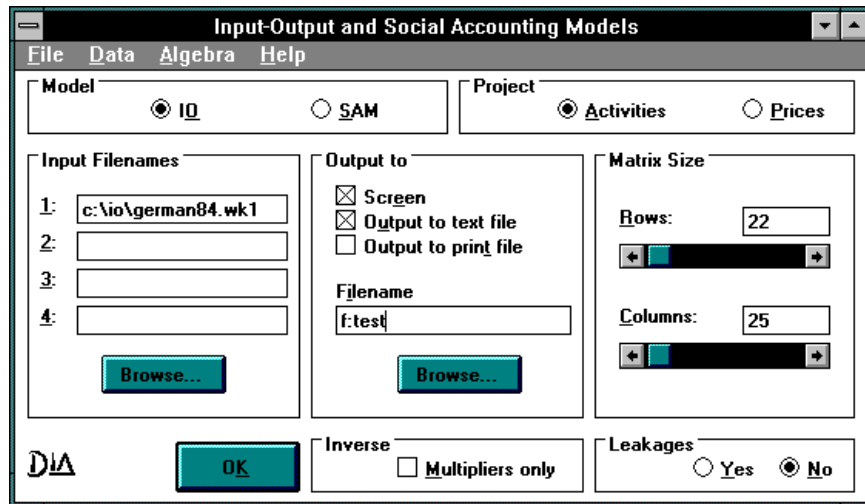 Input-Output and Social Accounting Models
File Data Algebra Help
Model
IO SAM
Project
Activities Prices
Input Filenames
1: c:\io\german84.wk1
2:
3:
4:
Browse...
Output to
Screen
Output to text file
Output to print file
Filename
f:test
Browse...
Matrix Size
Rows: 22
Columns: 25
DiA
OK
Inverse
Multipliers only
Leakages
Yes No